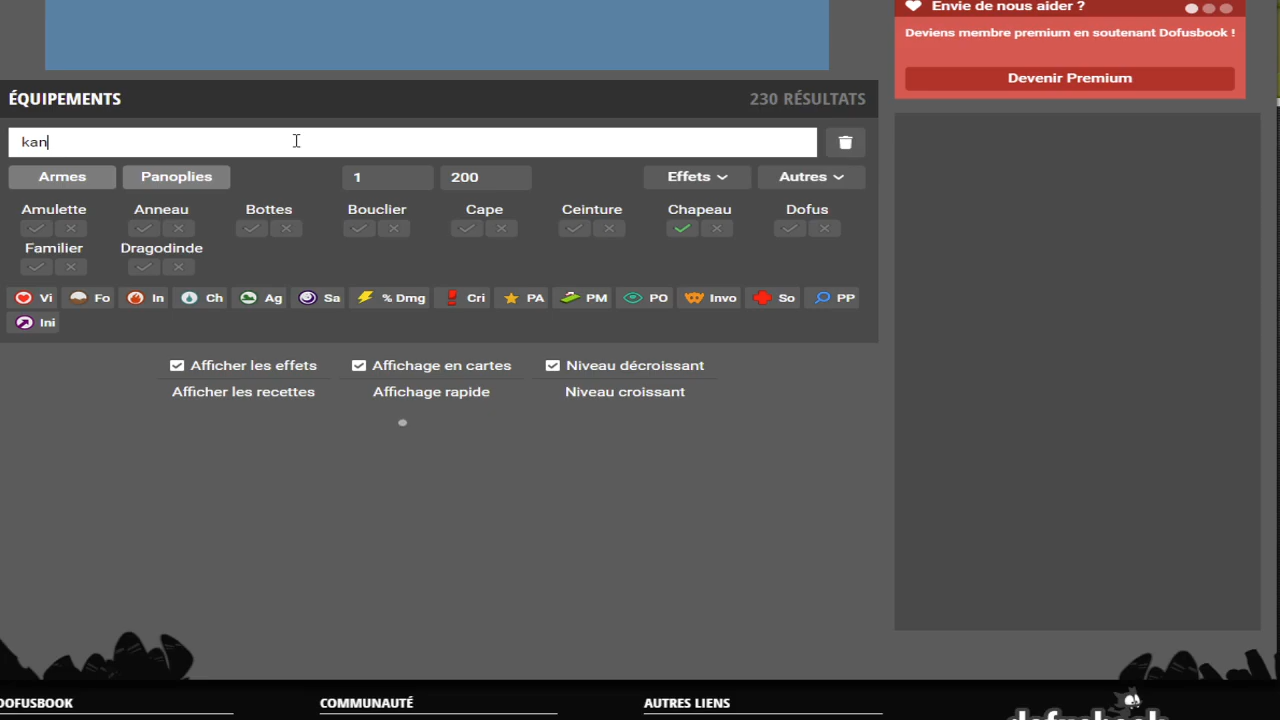 Envie de nous aider ?
Deviens membre premium en soutenant Dofusbook !
Devenir Premium
ÉQUIPEMENTS
230 RÉSULTATS
kan
Armes
Panoplies
1
200
Effets
Autres
Amulette
Anneau
Bottes
Bouclier
Cape
Ceinture
Chapeau
Dofus
Familier
Dragodinde
Vi
Fo
In
Ch
Ag
Sa
% Dmg
Cri
PA
PM
PO
Invo
So
PP
Ini
Afficher les effets
Affichage en cartes
Niveau décroissant
Afficher les recettes
Affichage rapide
Niveau croissant
DOFUSBOOK
COMMUNAUTÉ
AUTRES LIENS
dofusbook